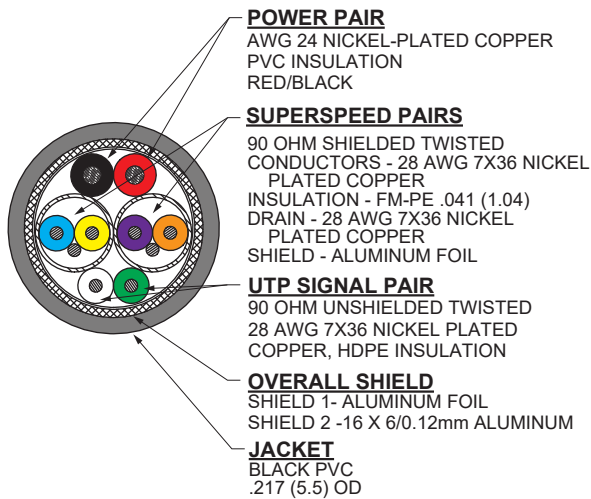 POWER PAIR
AWG 24 NICKEL-PLATED COPPER
PVC INSULATION
RED/BLACK
SUPERSPEED PAIRS
90 OHM SHIELDED TWISTED
CONDUCTORS - 28 AWG 7X36 NICKEL
PLATED COPPER
INSULATION - FM-PE .041 (1.04)
DRAIN - 28 AWG 7X36 NICKEL
PLATED COPPER
SHIELD - ALUMINUM FOIL
UTP SIGNAL PAIR
90 OHM UNSHIELDED TWISTED
28 AWG 7X36 NICKEL PLATED
COPPER, HDPE INSULATION
OVERALL SHIELD
SHIELD 1- ALUMINUM FOIL
SHIELD 2 -16 X 6/0.12mm ALUMINUM
JACKET
BLACK PVC
.217 (5.5) OD